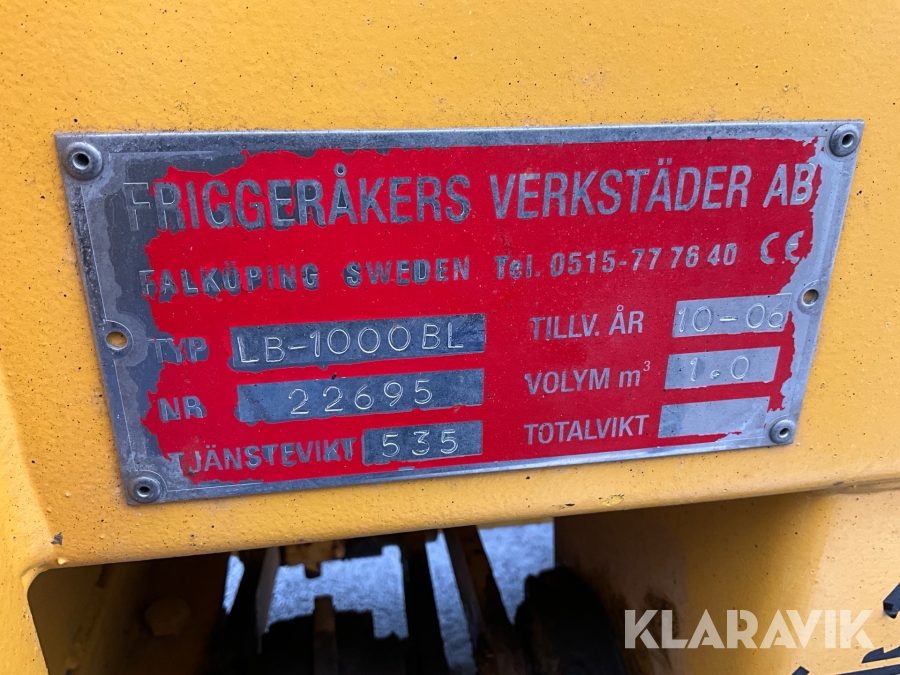 FRIGGERÅKERS VERKSTÄDER AB
FALKÖPING SWEDEN Tel. 0515-77 76 40 CE
TYP LB-1000BL TILLV. ÅR 10-0
NR 22695 VOLYM m³ 1.0
TJÄNSTEVIKT 535 TOTALVIKT
KLARAVIK